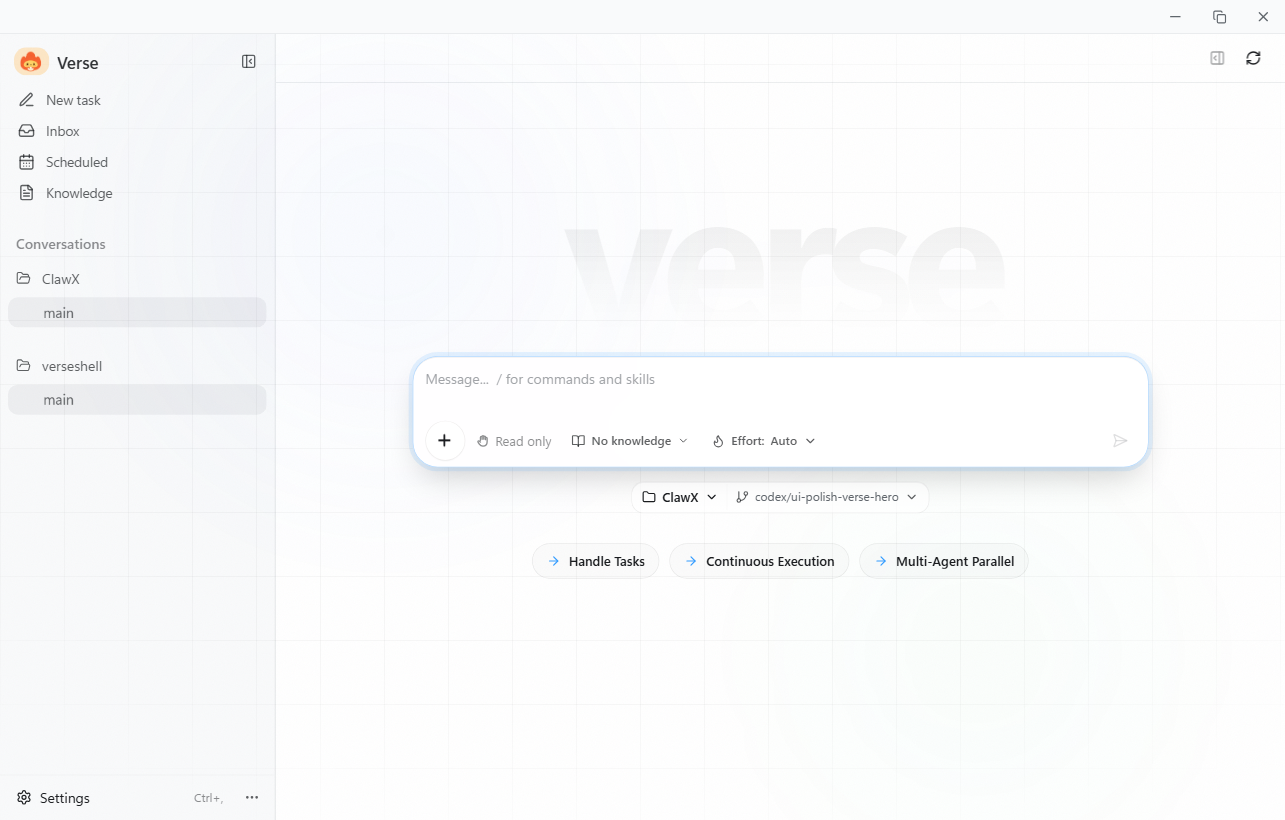 Verse
New task
Inbox
Scheduled
Knowledge
Conversations
ClawX
main
verseshell
main
Settings Ctrl+,
verse
Message... / for commands and skills
Read only No knowledge Effort: Auto
ClawX codex/ui-polish-verse-hero
Handle Tasks Continuous Execution Multi-Agent Parallel